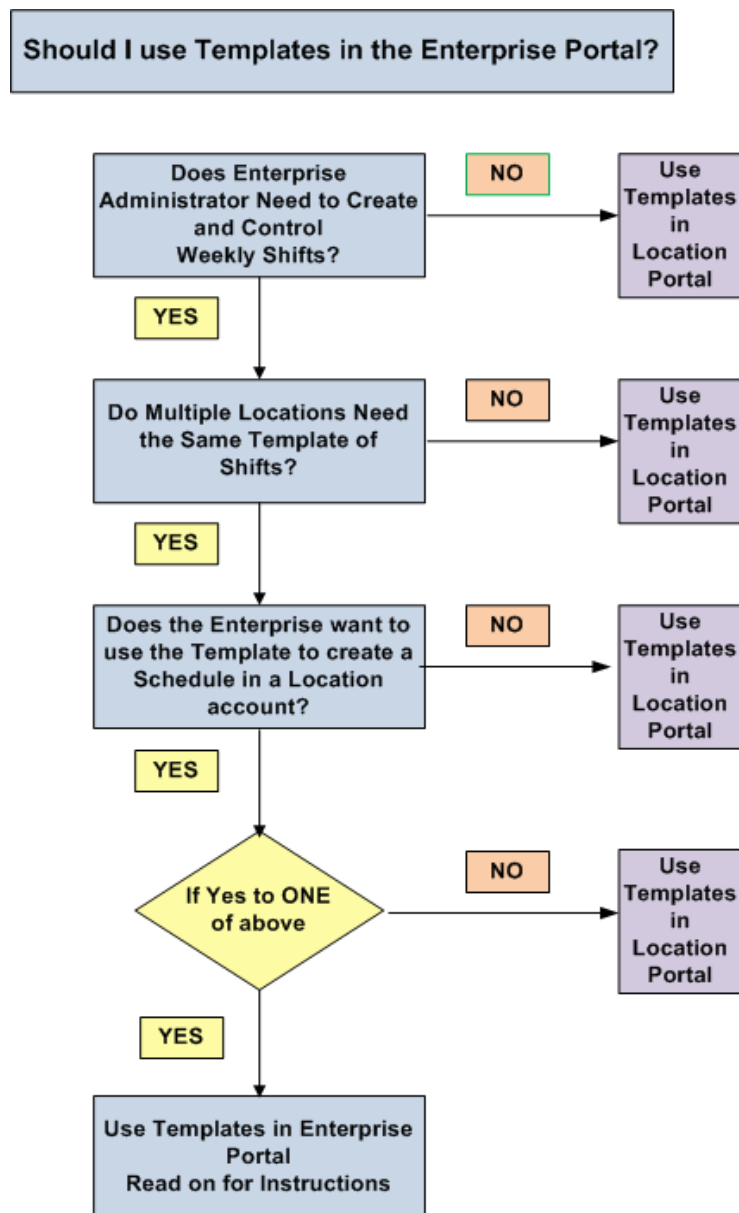 Should I use Templates in the Enterprise Portal?
Does Enterprise
Administrator Need to Create
and Control
Weekly Shifts?
NO
Use
Templates
in
Location
Portal
YES
Do Multiple Locations Need
the Same Template of
Shifts?
NO
Use
Templates
in
Location
Portal
YES
Does the Enterprise want to
use the Template to create a
Schedule in a Location
account?
NO
Use
Templates
in
Location
Portal
YES
If Yes to ONE
of above
NO
Use
Templates
in
Location
Portal
YES
Use Templates in Enterprise
Portal
Read on for Instructions